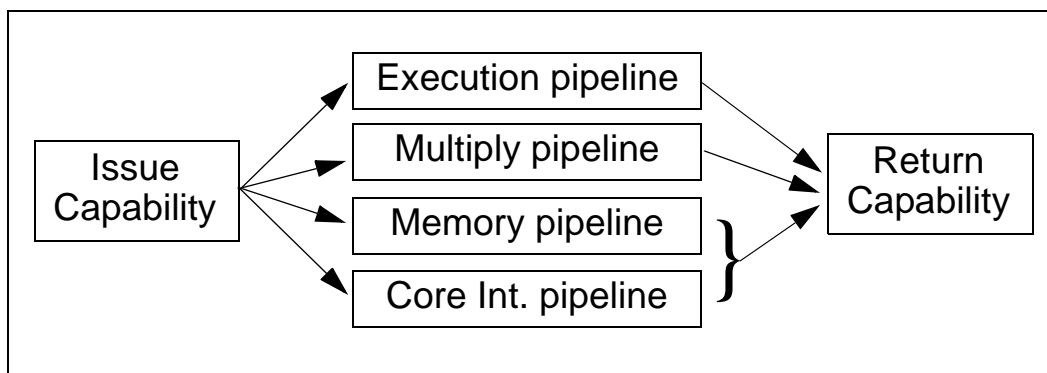 Issue
Capability
Execution pipeline
Multiply pipeline
Memory pipeline
Core Int. pipeline
Return
Capability